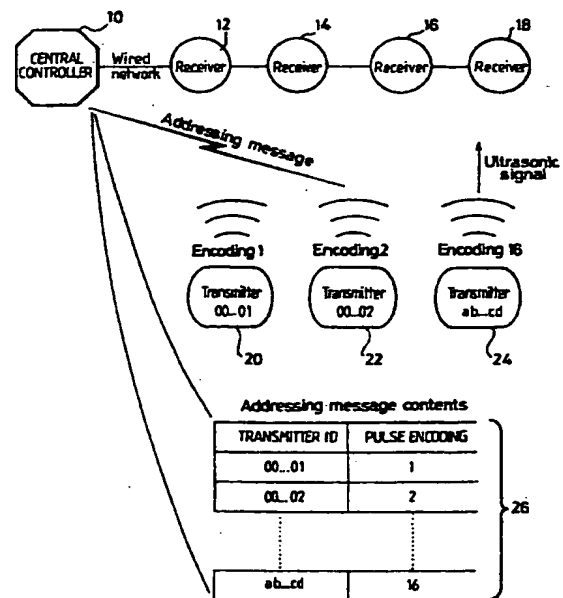 10
12
14
16
18
CENTRAL
CONTROLLER
Wired
network
Receiver
Receiver
Receiver
Receiver
Addressing message
Ultrasonic
signal
Encoding 1
Encoding 2
Encoding 16
Transmitter
00...01
Transmitter
00...02
Transmitter
ab...cd
20
22
24
Addressing message contents
TRANSMITTER ID PULSE ENCODING
00...01 1
00...02 2
ab...cd 16
26